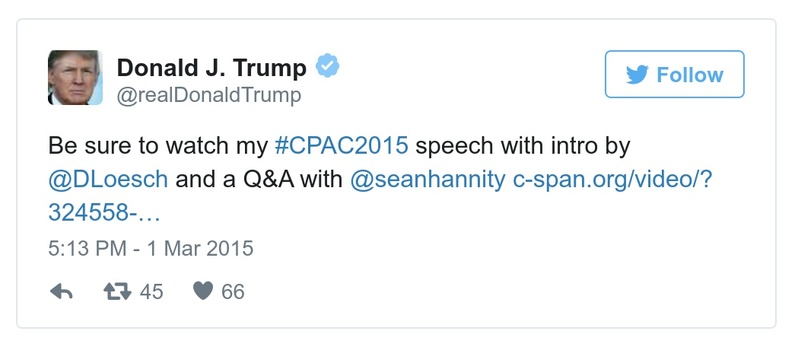 Donald J. Trump
@realDonaldTrump
Follow
Be sure to watch my #CPAC2015 speech with intro by
@DLoesch and a Q&A with @seanhannity c-span.org/video/?
324558-…
5:13 PM - 1 Mar 2015
45 66